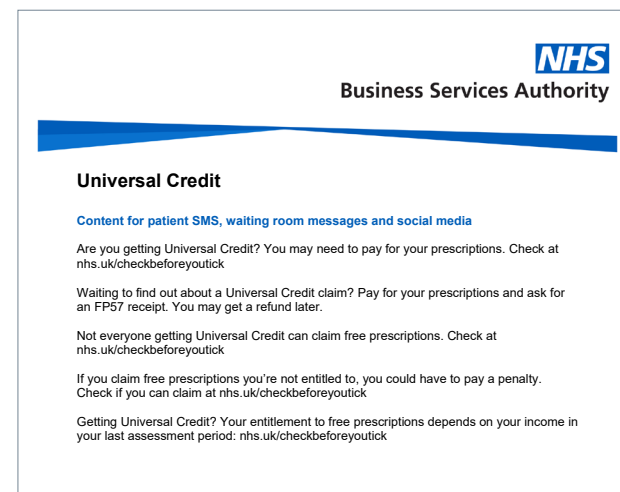 NHS
Business Services Authority
Universal Credit
Content for patient SMS, waiting room messages and social media
Are you getting Universal Credit? You may need to pay for your prescriptions. Check at
nhs.uk/checkbeforeyoutick
Waiting to find out about a Universal Credit claim? Pay for your prescriptions and ask for
an FP57 receipt. You may get a refund later.
Not everyone getting Universal Credit can claim free prescriptions. Check at
nhs.uk/checkbeforeyoutick
If you claim free prescriptions you’re not entitled to, you could have to pay a penalty.
Check if you can claim at nhs.uk/checkbeforeyoutick
Getting Universal Credit? Your entitlement to free prescriptions depends on your income in
your last assessment period: nhs.uk/checkbeforeyoutick